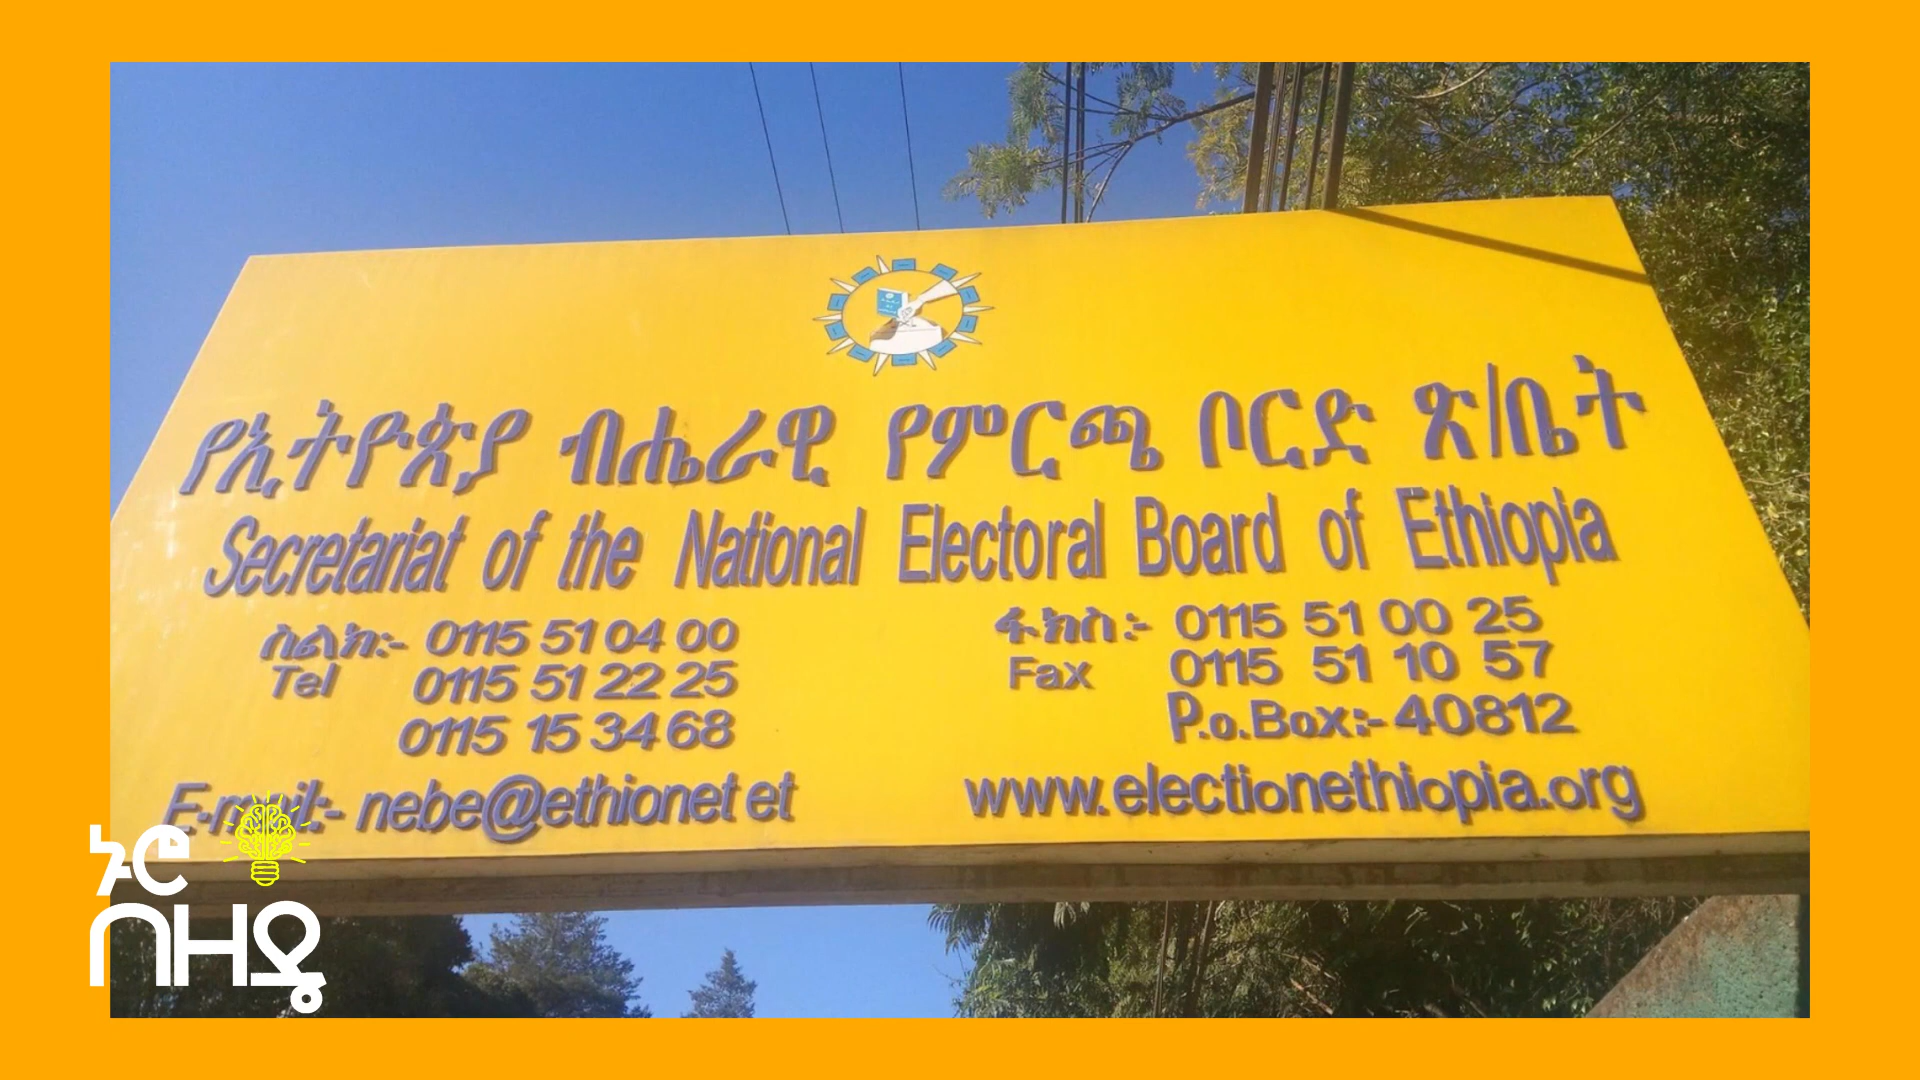 የኢትዮጵያ ብሔራዊ የምርጫ ቦርድ ጽ/ቤት
Secretariat of the National Electoral Board of Ethiopia
ስልክ:- 0115 51 04 00
Tel 0115 51 22 25
0115 15 34 68
ፋክስ:- 0115 51 00 25
Fax 0115 51 10 57
P.o.Box:- 40812
E-mail:- nebe@ethionet et
www.electionethiopia.org
ኑሮ
በዘዴ